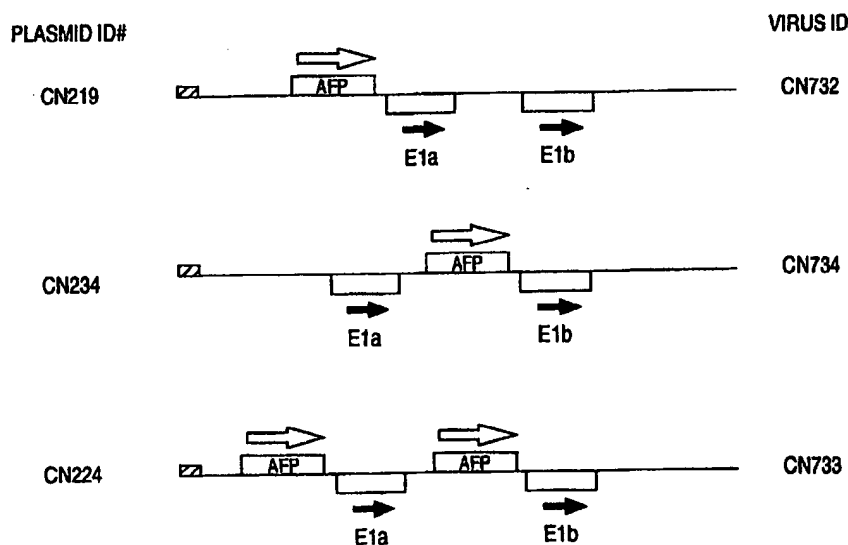 PLASMID ID#
VIRUS ID
CN219
AFP
CN732
E1a
E1b
CN234
AFP
CN734
E1a
E1b
CN224
AFP
AFP
CN733
E1a
E1b